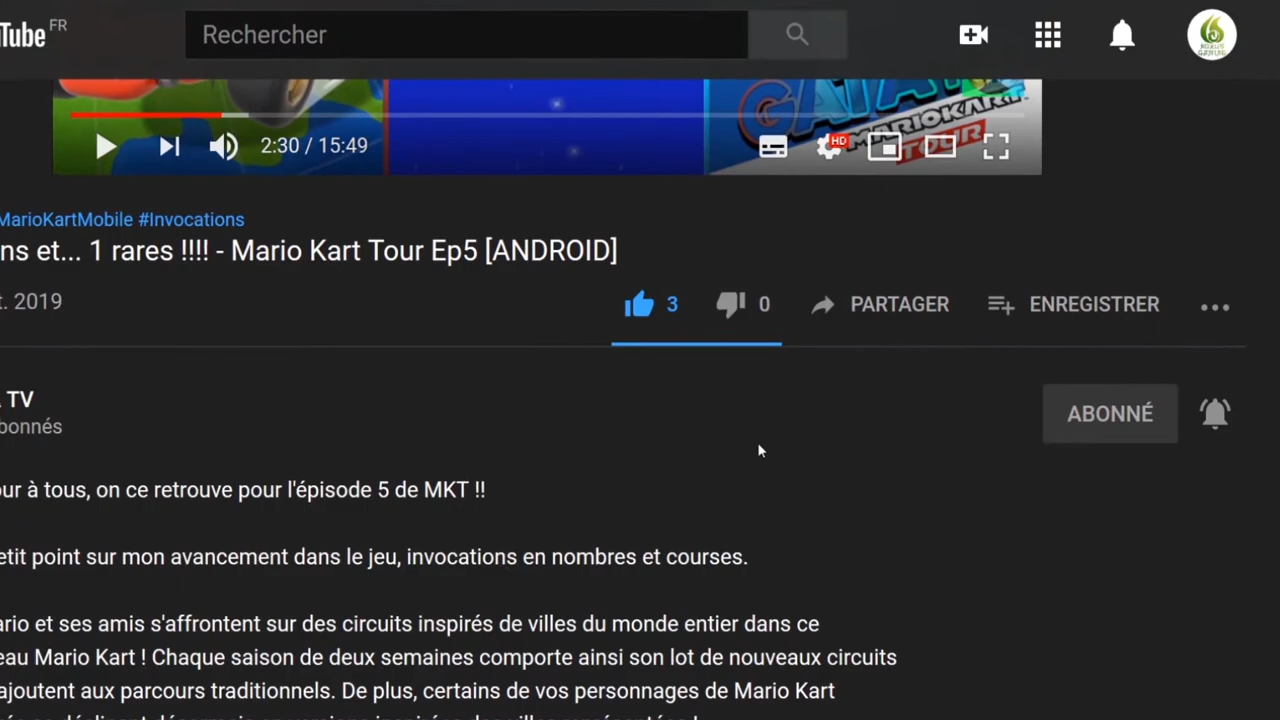 Tube FR
Rechercher
MARIOKART
TOUR
2:30 / 15:49
HD
MarioKartMobile #Invocations
ns et... 1 rares !!!! - Mario Kart Tour Ep5 [ANDROID]
t. 2019
3
0
PARTAGER
ENREGISTRER
TV
bonnés
ABONNÉ
ur à tous, on ce retrouve pour l'épisode 5 de MKT !!
etit point sur mon avancement dans le jeu, invocations en nombres et courses.
ario et ses amis s'affrontent sur des circuits inspirés de villes du monde entier dans ce
eau Mario Kart ! Chaque saison de deux semaines comporte ainsi son lot de nouveaux circuits
ajoutent aux parcours traditionnels. De plus, certains de vos personnages de Mario Kart